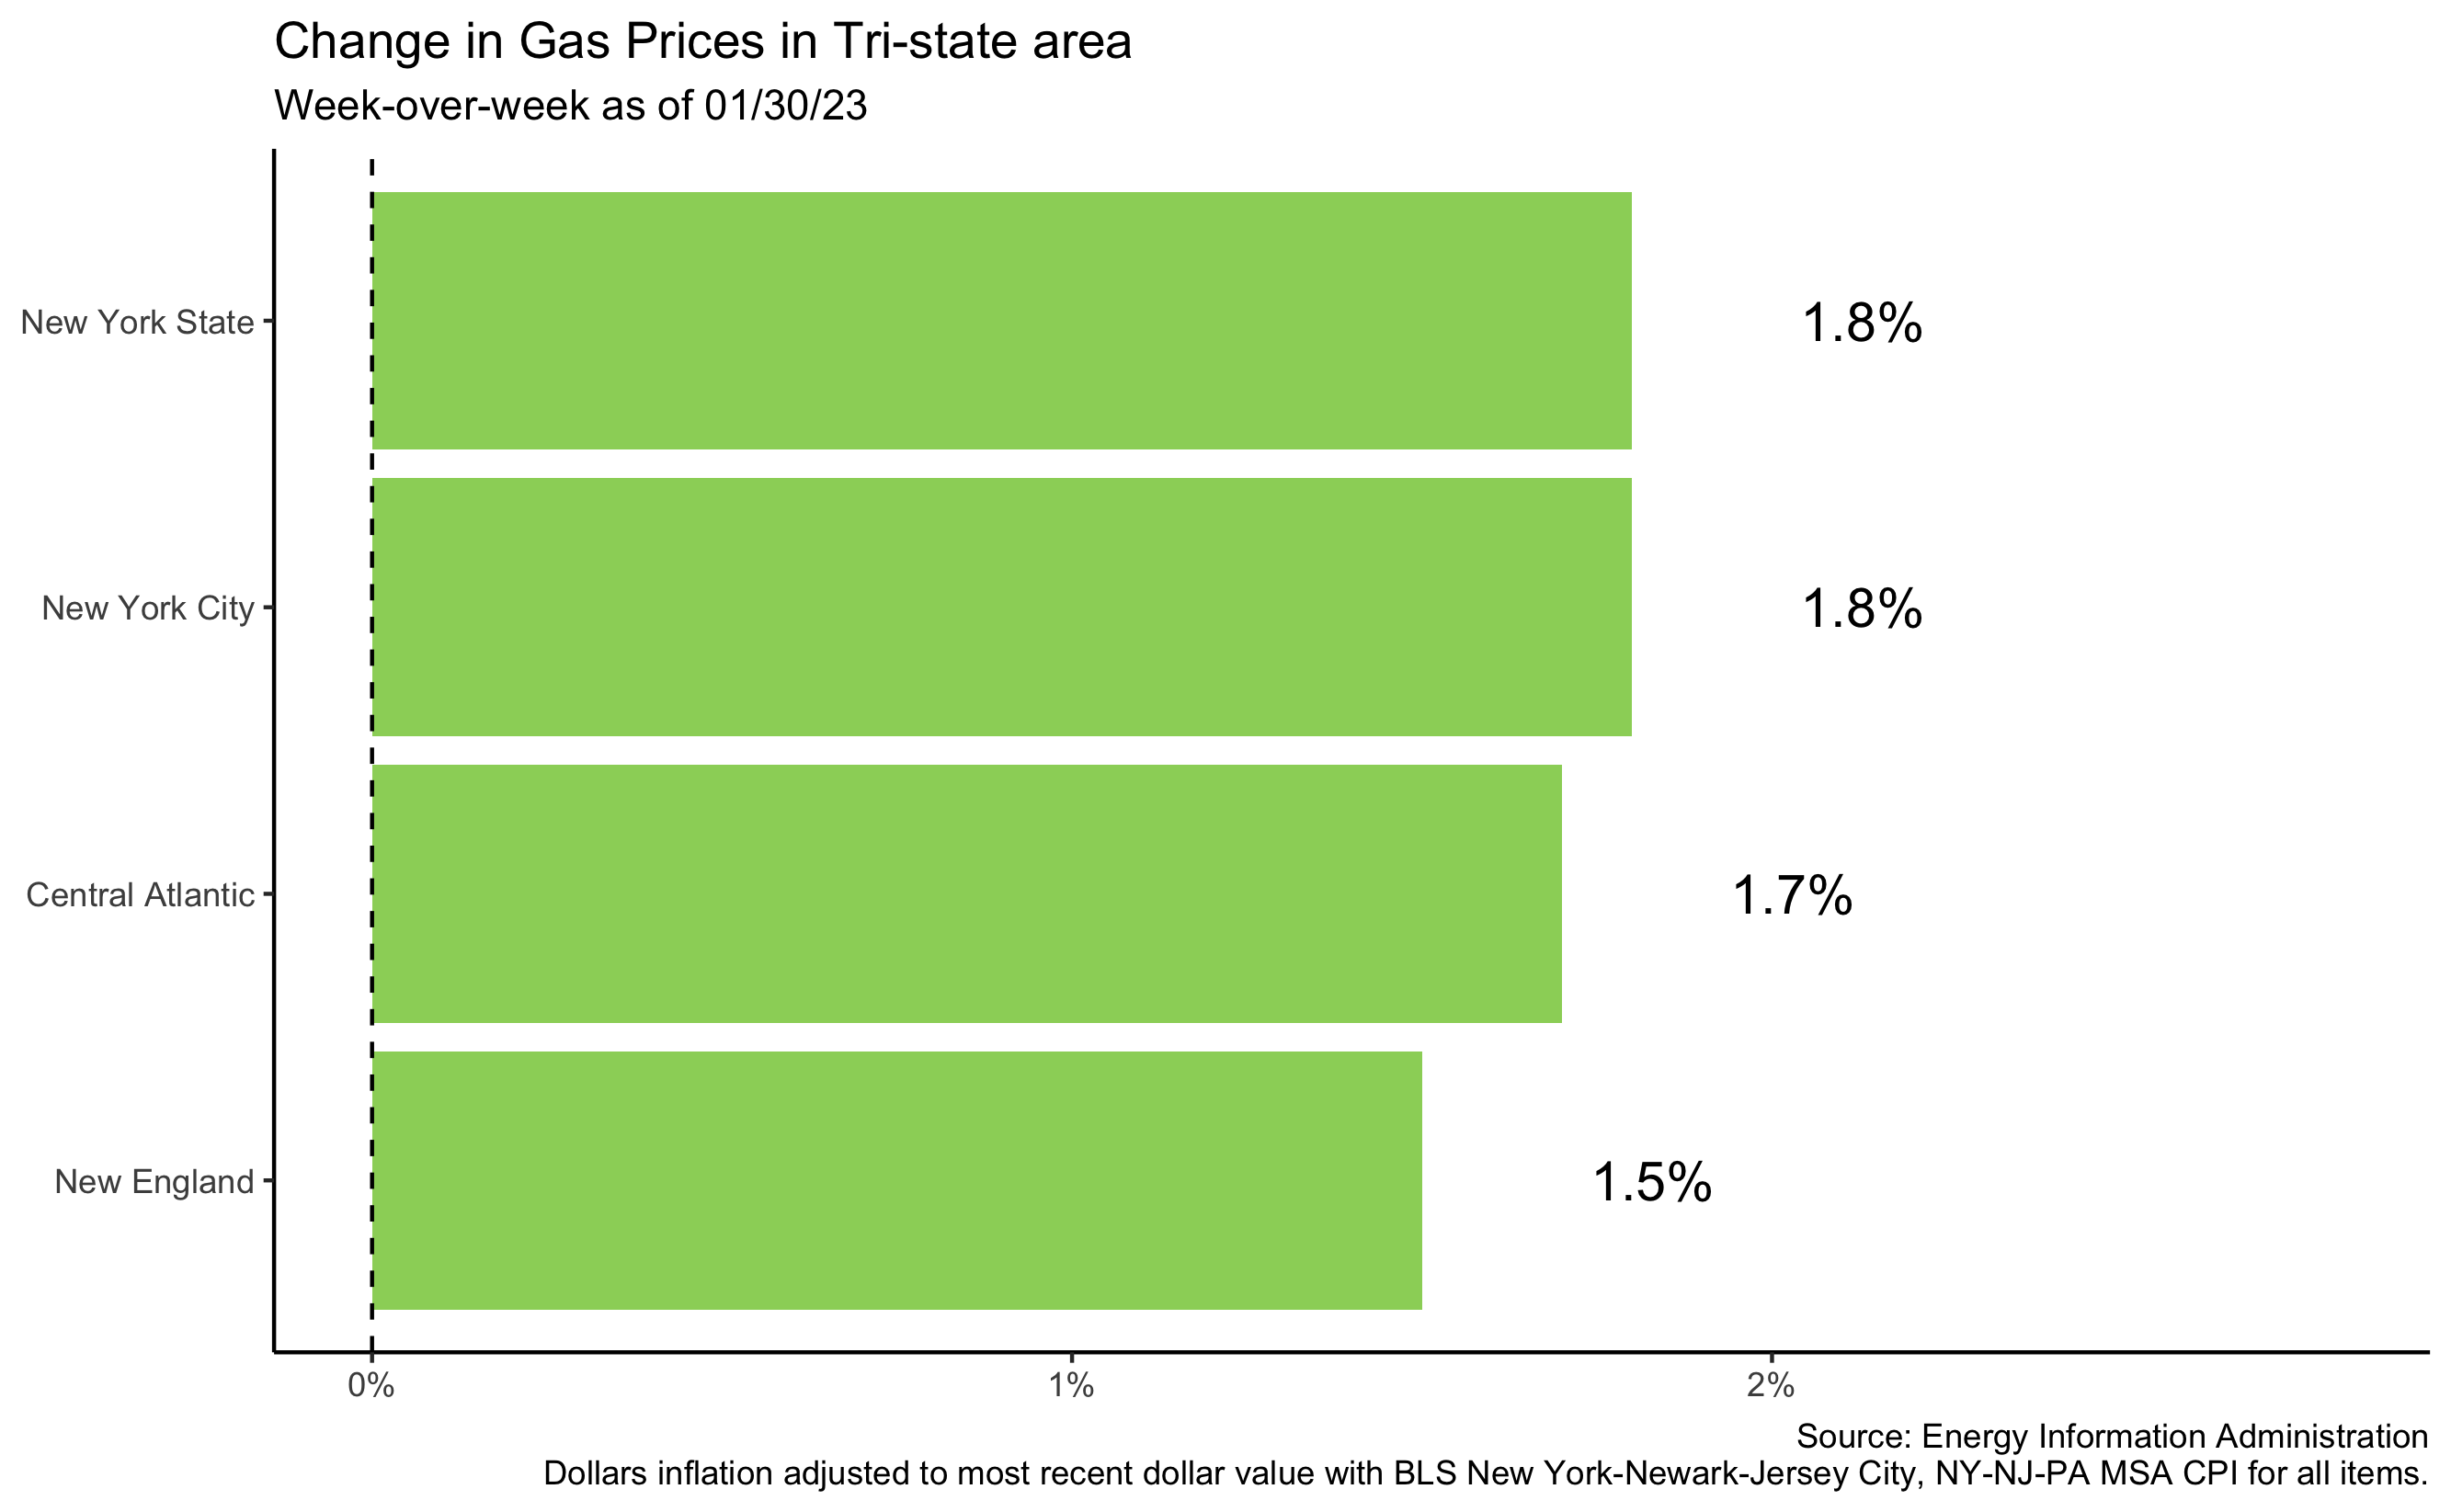 Change in Gas Prices in Tri-state area
Week-over-week as of 01/30/23
New York State
1.8%
New York City
1.8%
Central Atlantic
1.7%
New England
1.5%
0%
1%
2%
Source: Energy Information Administration
Dollars inflation adjusted to most recent dollar value with BLS New York-Newark-Jersey City, NY-NJ-PA MSA CPI for all items.